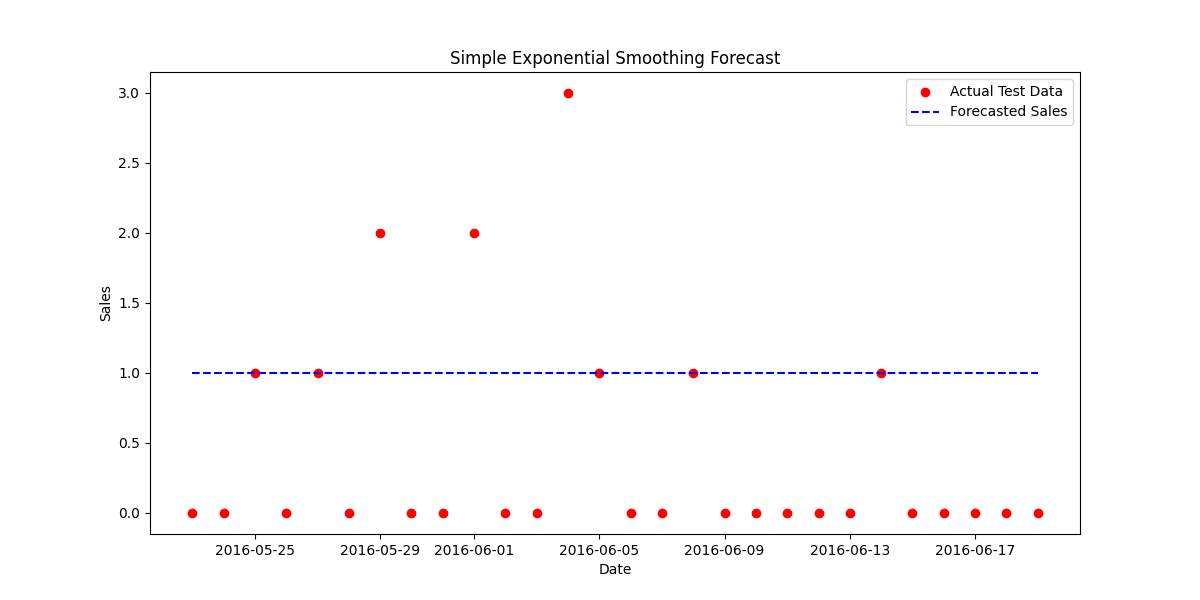 Simple Exponential Smoothing Forecast
Actual Test Data
Forecasted Sales
3.0
2.5
2.0
1.5
1.0
0.5
0.0
Sales
2016-05-25 2016-05-29 2016-06-01 2016-06-05 2016-06-09 2016-06-13 2016-06-17
Date